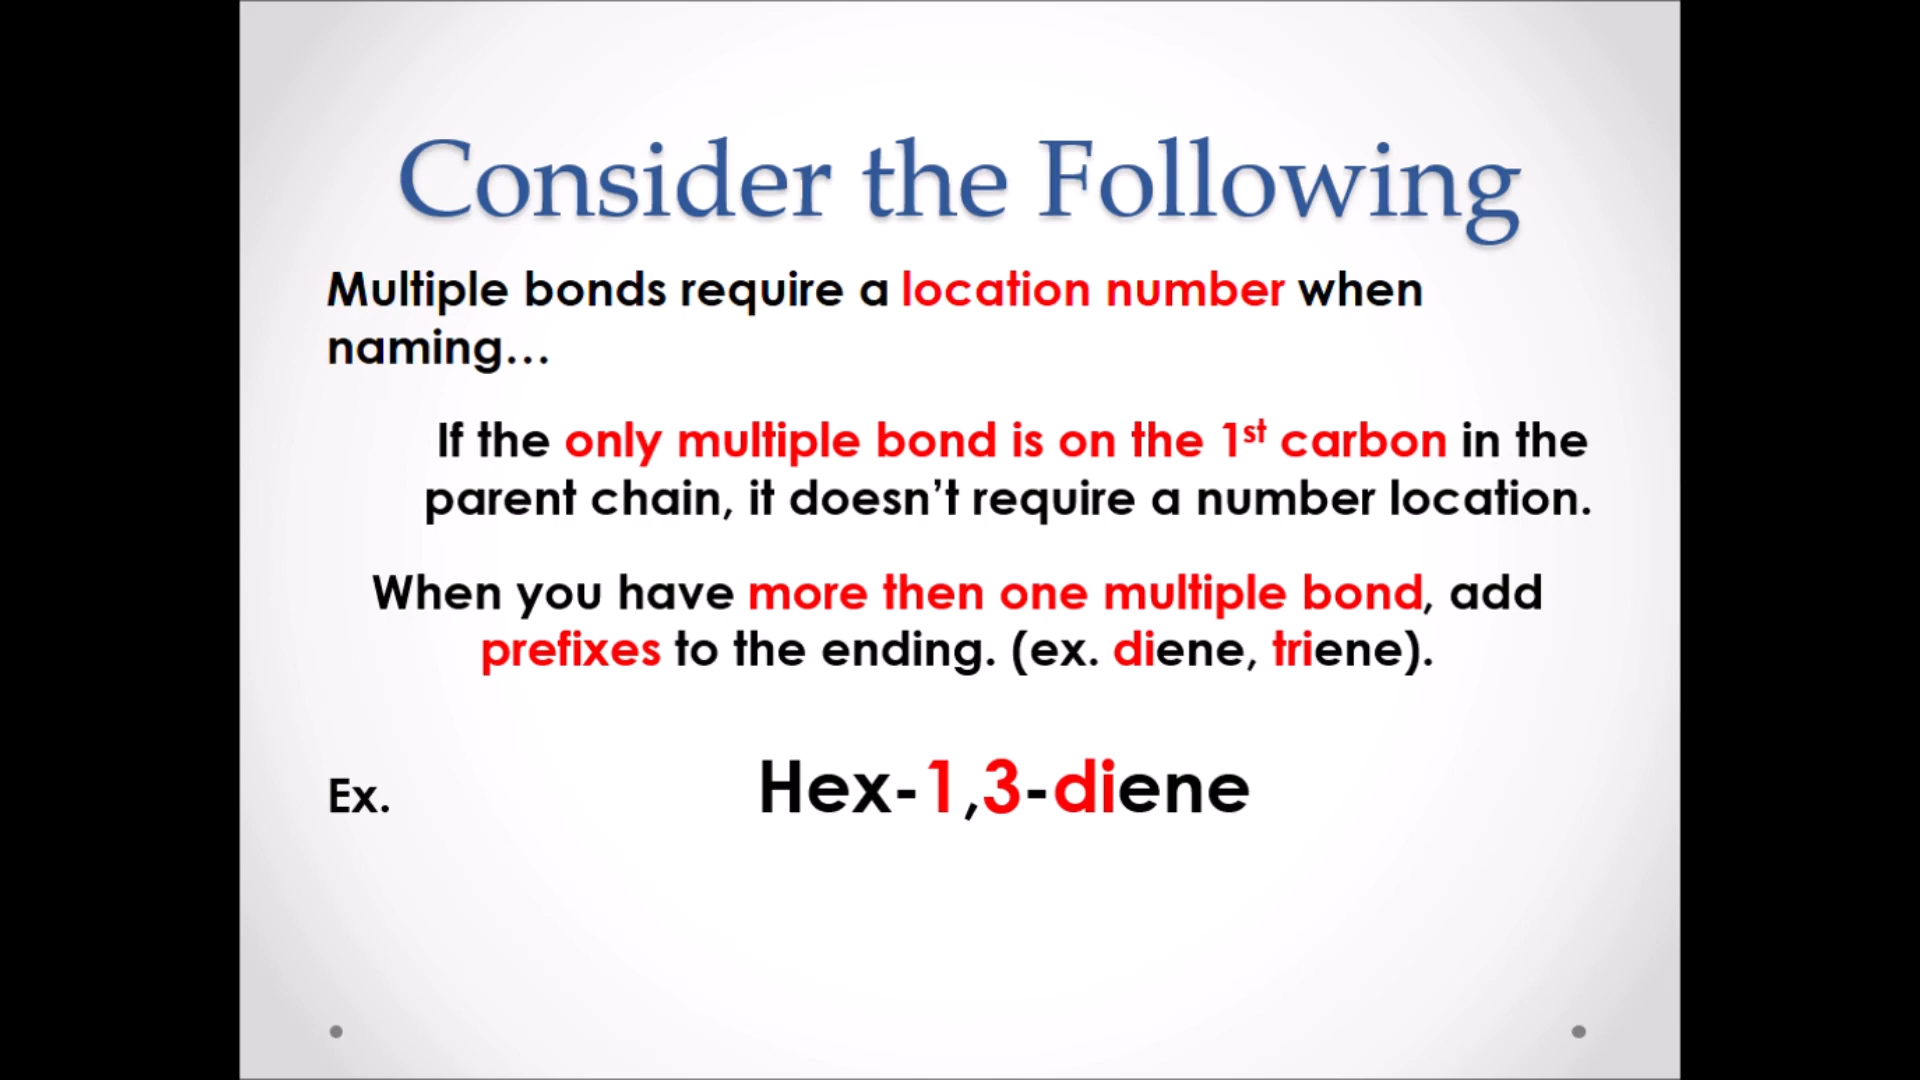 Consider the Following
Multiple bonds require a location number when
naming…
If the only multiple bond is on the 1st carbon in the
parent chain, it doesn’t require a number location.
When you have more then one multiple bond, add
prefixes to the ending. (ex. diene, triene).
Ex. Hex-1,3-diene